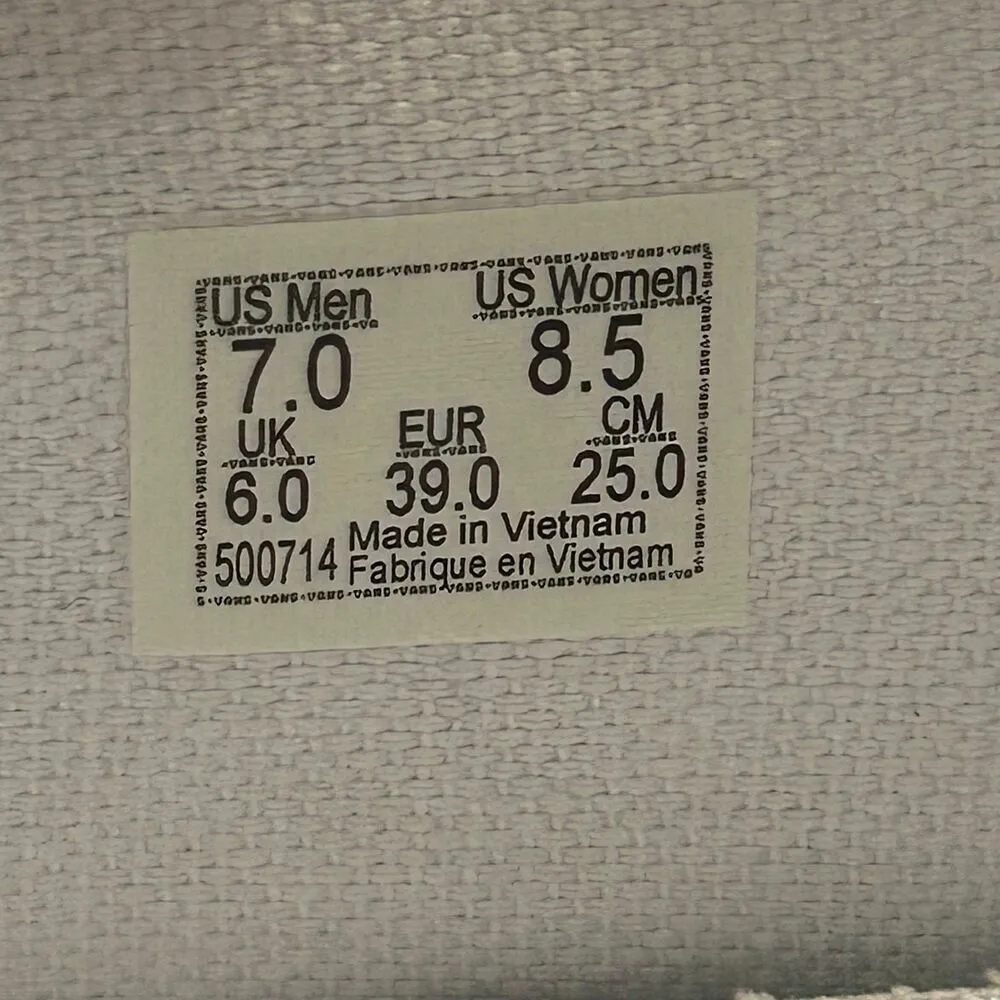 US Men US Women
7.0 8.5
UK EUR CM
6.0 39.0 25.0
500714 Made in Vietnam
Fabrique en Vietnam